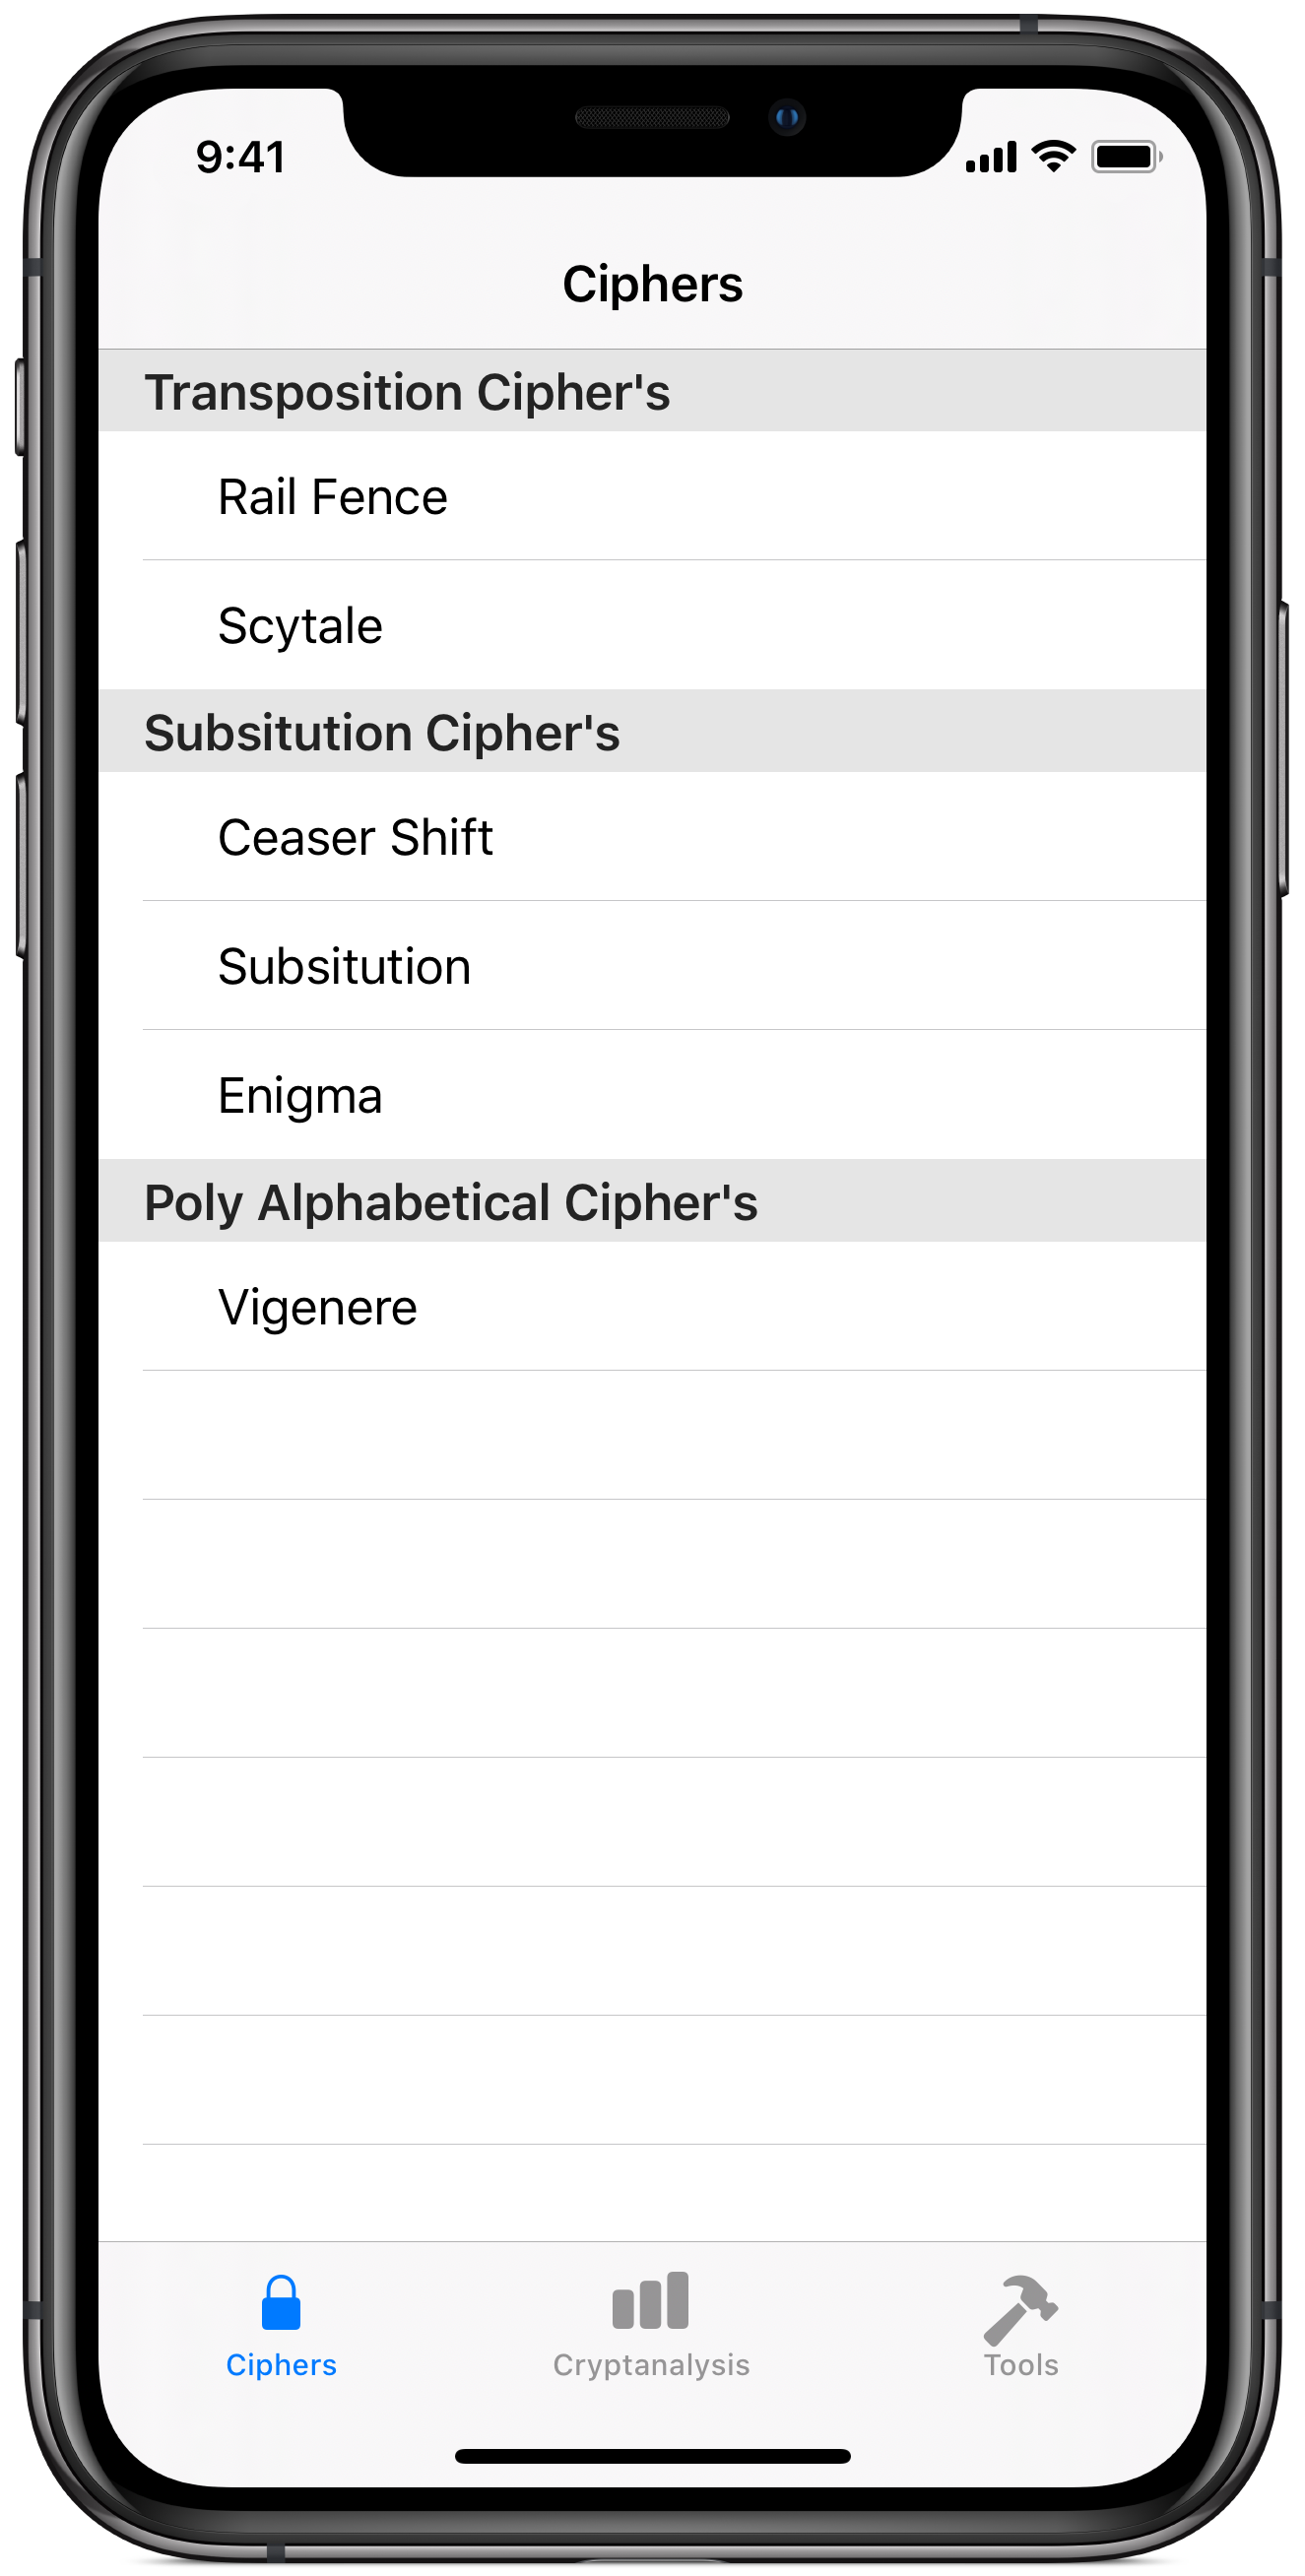 9:41
Ciphers
Transposition Cipher's
Rail Fence
Scytale
Subsitution Cipher's
Ceaser Shift
Subsitution
Enigma
Poly Alphabetical Cipher's
Vigenere
Ciphers
Cryptanalysis
Tools